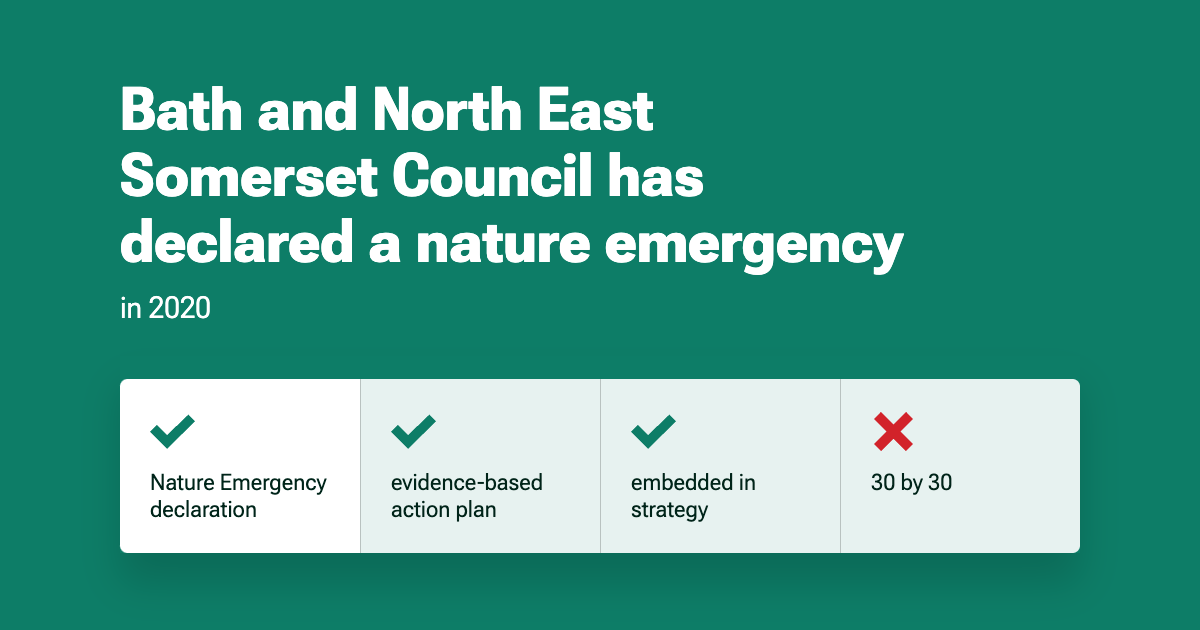 Bath and North East
Somerset Council has
declared a nature emergency
in 2020
Nature Emergency
declaration
evidence-based
action plan
embedded in
strategy
30 by 30